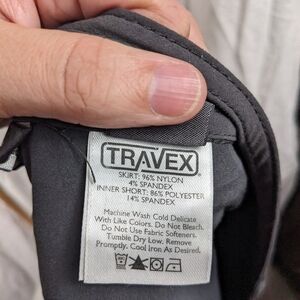 TRAVEX
SKIRT: 96% NYLON
4% SPANDEX
INNER SHORT: 86% POLYESTER
14% SPANDEX
Machine Wash Cold Delicate
With Like Colors. Do Not Bleach.
Do Not Use Fabric Softeners.
Tumble Dry Low. Remove
Promptly. Cool Iron As Desired.